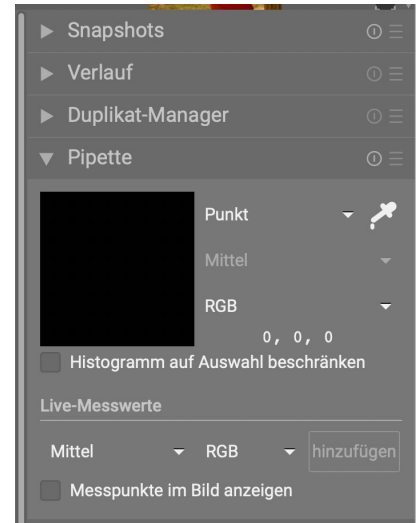 Snapshots
Verlauf
Duplikat-Manager
Pipette
Punkt
Mittel
RGB
0, 0, 0
Histogramm auf Auswahl beschränken
Live-Messwerte
Mittel RGB hinzufügen
Messpunkte im Bild anzeigen